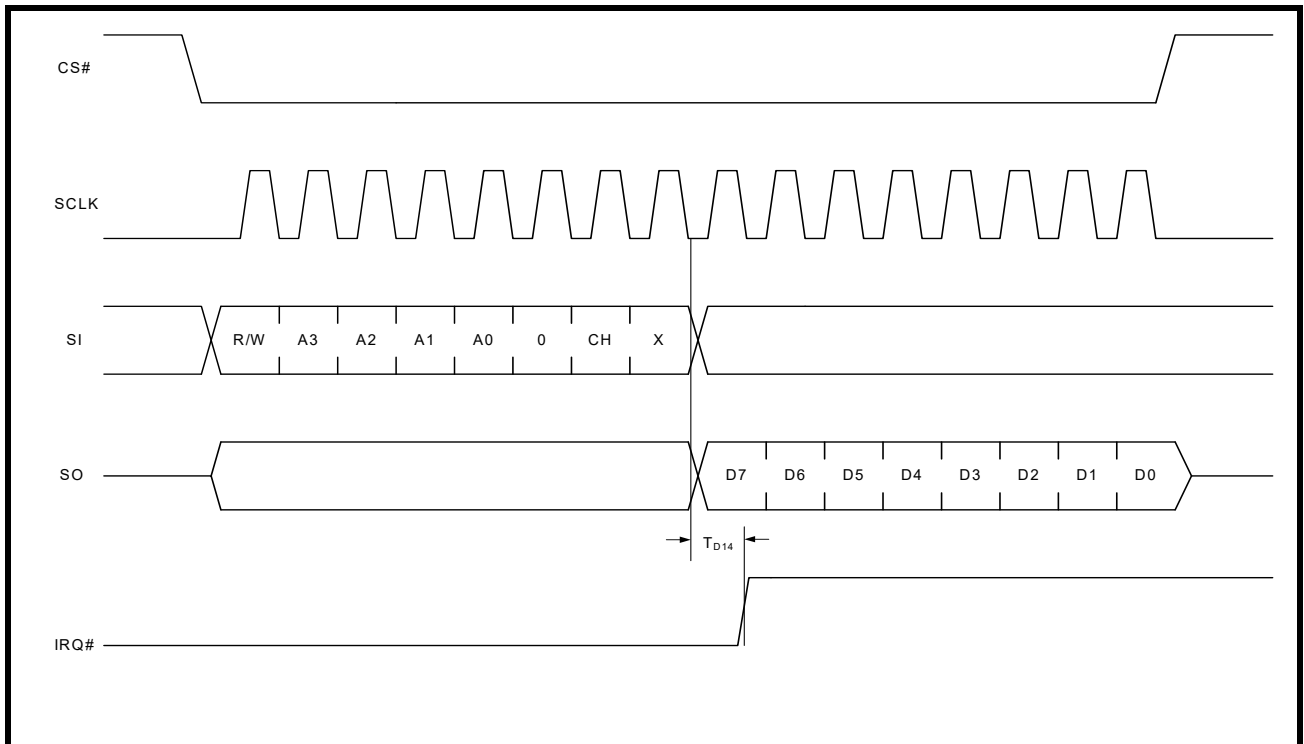 CS#
SCLK
SI
R/W A3 A2 A1 A0 0 CH X
SO
D7 D6 D5 D4 D3 D2 D1 D0
TD14
IRQ#